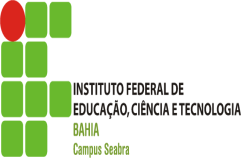 INSTITUTO FEDERAL DE
EDUCAÇÃO, CIÊNCIA E TECNOLOGIA
BAHIA
Campus Seabra